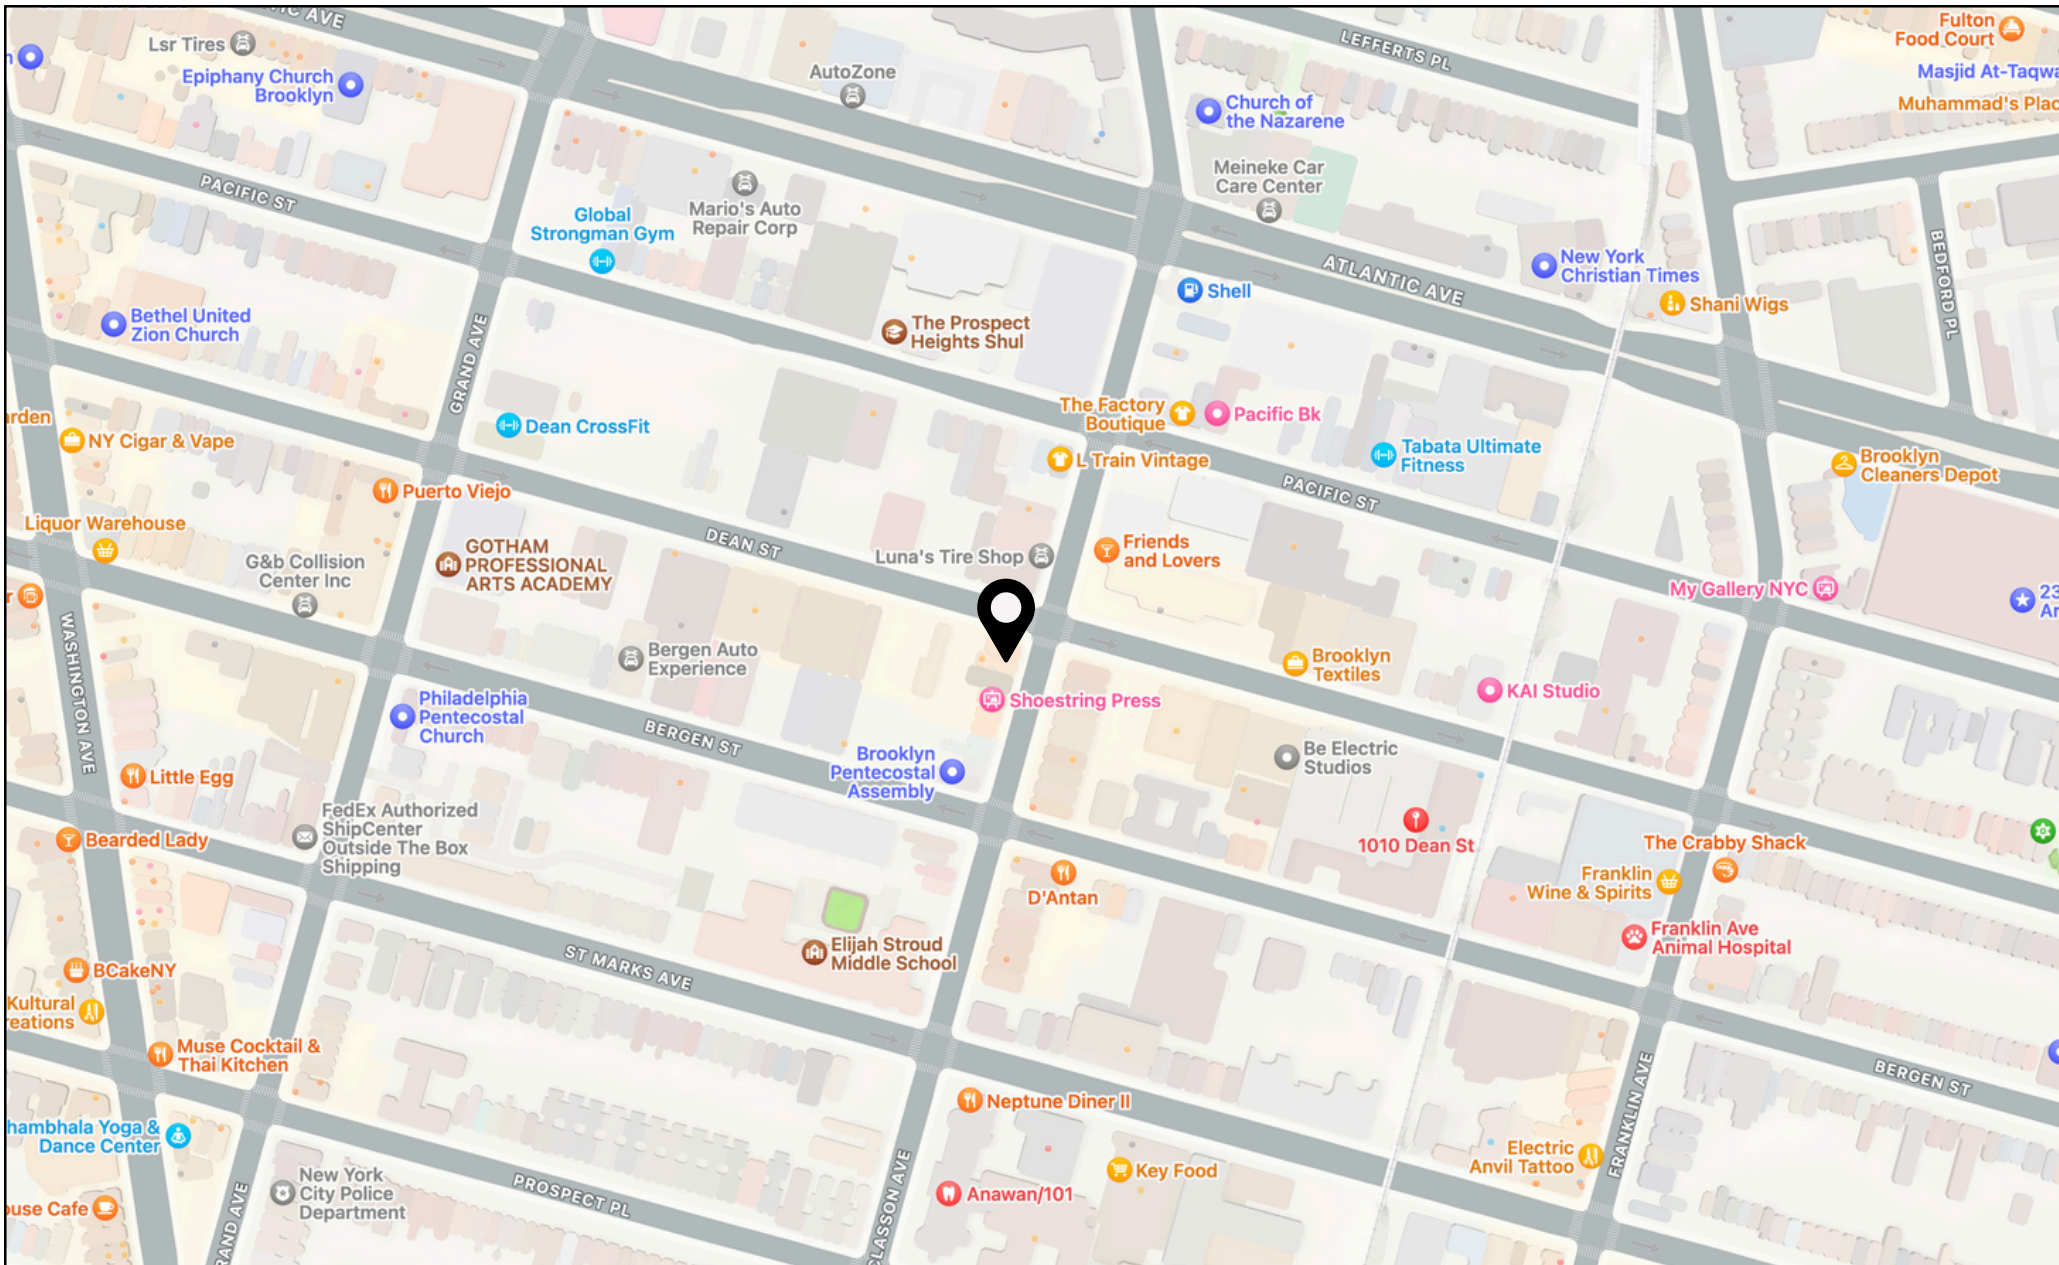 TIC AVE
LEFFERTS PL
Fulton
Food Court
Lsr Tires
Epiphany Church
Brooklyn
AutoZone
Masjid At-Taqwa
Muhammad's Plac
Church of
the Nazarene
Meineke Car
Care Center
PACIFIC ST
Global
Strongman Gym
Mario's Auto
Repair Corp
ATLANTIC AVE
New York
Christian Times
BEDFORD PL
Shell
Shani Wigs
Bethel United
Zion Church
GRAND AVE
The Prospect
Heights Shul
arden
NY Cigar & Vape
Dean CrossFit
The Factory
Boutique
Pacific Bk
L Train Vintage
Tabata Ultimate
Fitness
Brooklyn
Cleaners Depot
Puerto Viejo
PACIFIC ST
Liquor Warehouse
G&b Collision
Center Inc
GOTHAM
PROFESSIONAL
ARTS ACADEMY
DEAN ST
Luna's Tire Shop
Friends
and Lovers
My Gallery NYC
23
Ar
r
WASHINGTON AVE
Bergen Auto
Experience
Brooklyn
Textiles
KAI Studio
Shoestring Press
Philadelphia
Pentecostal
Church
BERGEN ST
Brooklyn
Pentecostal
Assembly
Be Electric
Studios
Little Egg
FedEx Authorized
ShipCenter
Outside The Box
Shipping
Bearded Lady
1010 Dean St
The Crabby Shack
Franklin
Wine & Spirits
D'Antan
Franklin Ave
Animal Hospital
Elijah Stroud
Middle School
ST MARKS AVE
BCakeNY
Kultural
reations
Muse Cocktail &
Thai Kitchen
BERGEN ST
FRANKLIN AVE
Neptune Diner II
hambhala Yoga &
Dance Center
Electric
Anvil Tattoo
Key Food
Anawan/101
New York
City Police
Department
PROSPECT PL
CLASSON AVE
RAND AVE
ouse Cafe